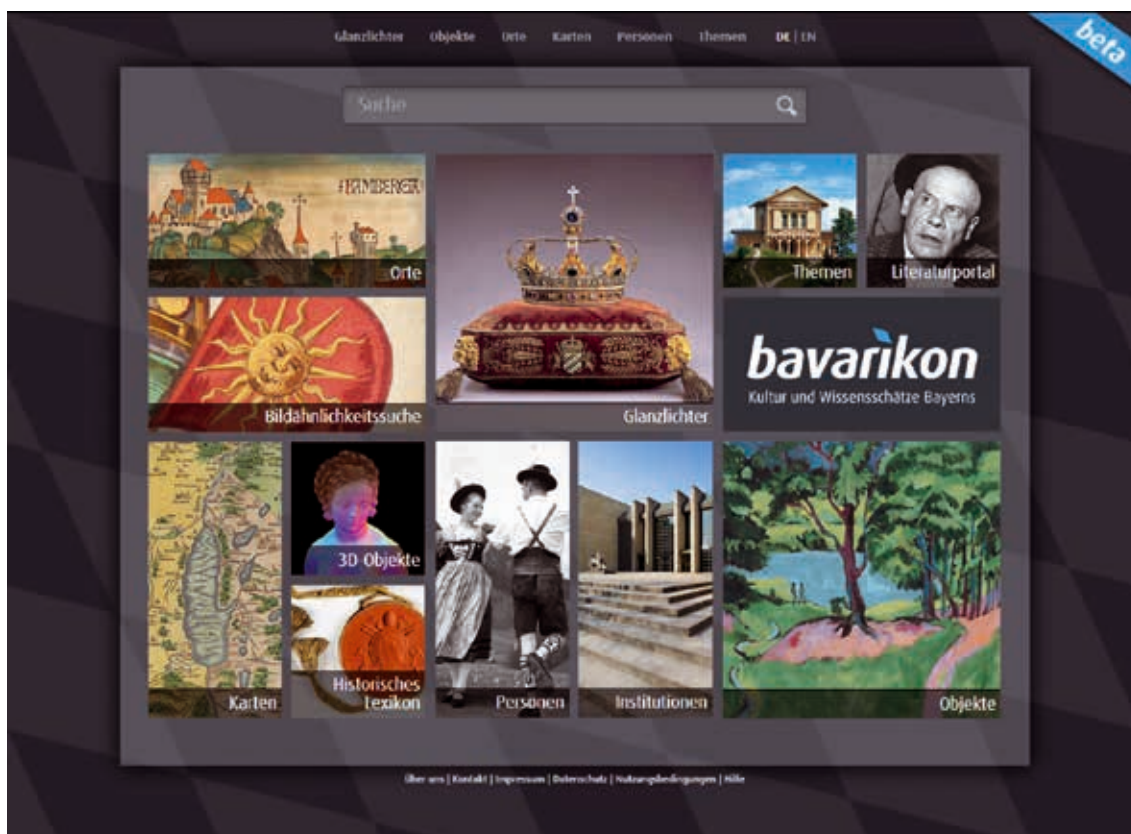 Glanzlichter Objekte Orte Karten Personen Themen DE | EN
beta
Suche
BAMBERGA
Orte
Themen
Literaturportal
Bildähnlichkeitssuche
Glanzlichter
bavarikon
Kultur und Wissensschätze Bayerns
3D-Objekte
Karten
Historisches
Lexikon
Personen
Institutionen
Objekte
Über uns | Kontakt | Impressum | Datenschutz | Nutzungsbedingungen | Hilfe